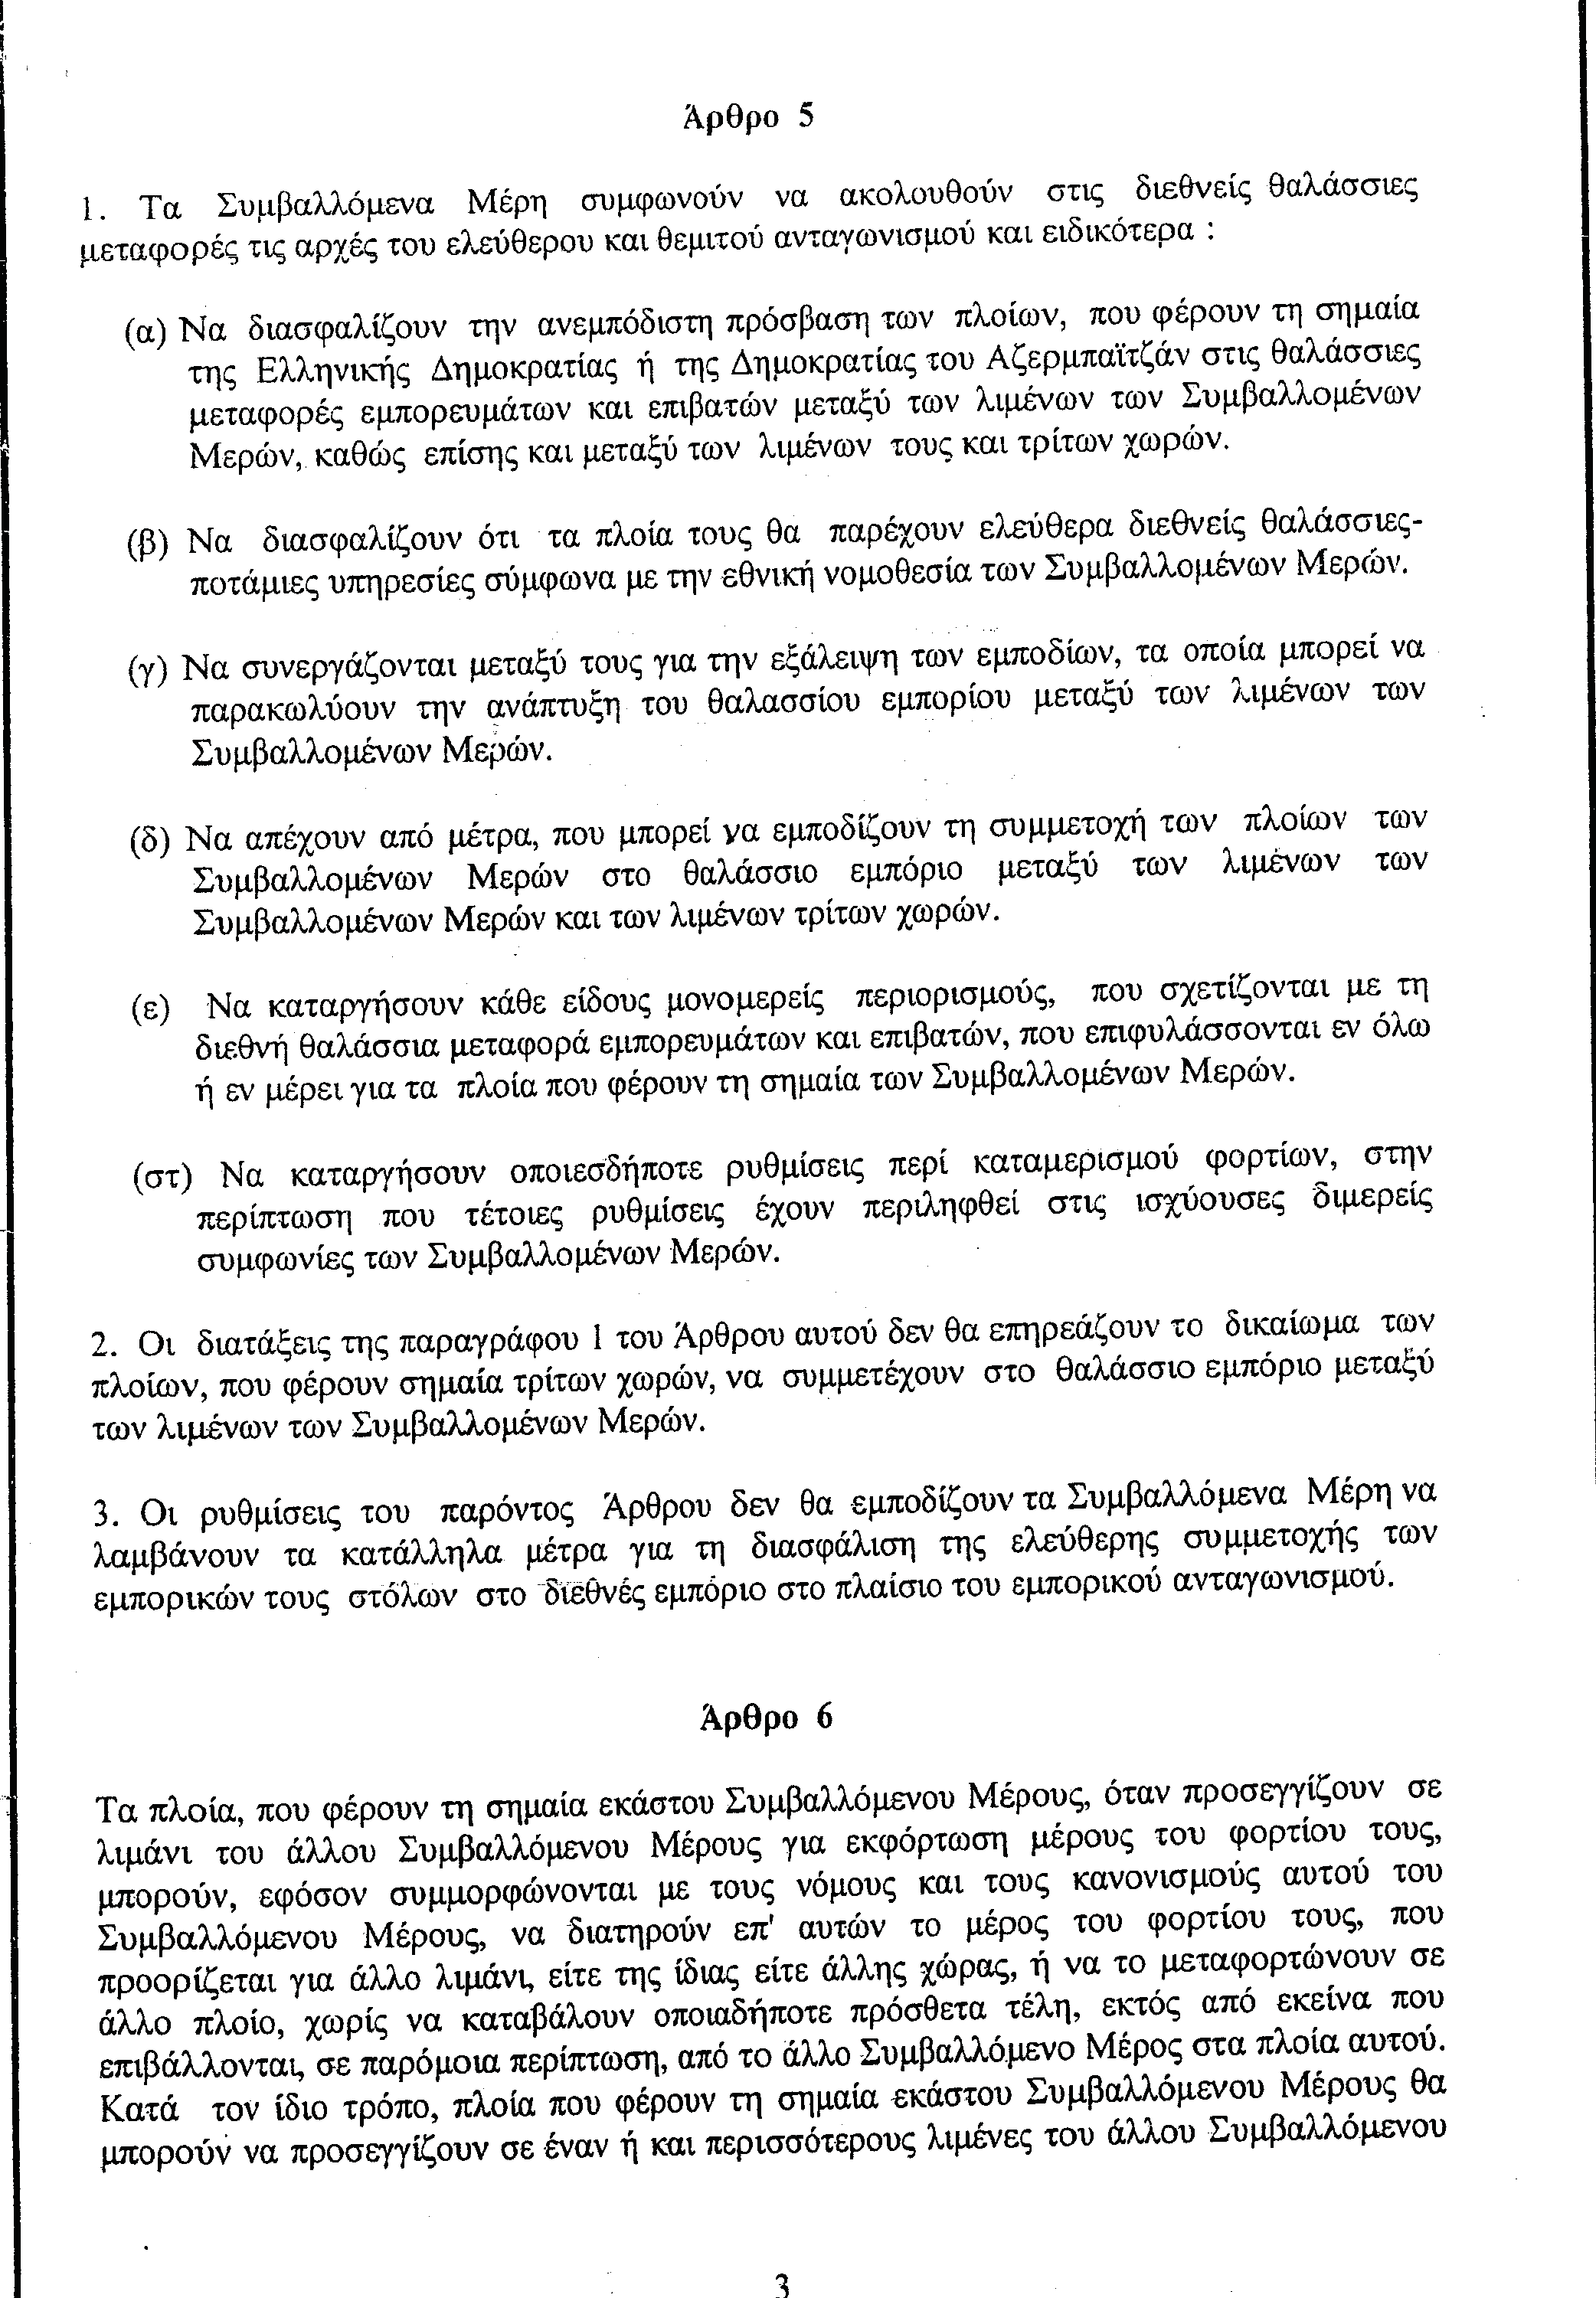 Άρθρο 5
1. Τα Συμβαλλόμενα Μέρη συμφωνούν να ακολουθούν στις διεθνείς θαλάσσιες
μεταφορές τις αρχές του ελεύθερου και θεμιτού ανταγωνισμού και ειδικότερα :
(α) Να διασφαλίζουν την ανεμπόδιστη πρόσβαση των πλοίων, που φέρουν τη σημαία
της Ελληνικής Δημοκρατίας ή της Δημοκρατίας του Αζερμπαϊτζάν στις θαλάσσιες
μεταφορές εμπορευμάτων και επιβατών μεταξύ των λιμένων των Συμβαλλομένων
Μερών, καθώς επίσης και μεταξύ των λιμένων τους και τρίτων χωρών.
(β) Να διασφαλίζουν ότι τα πλοία τους θα παρέχουν ελεύθερα διεθνείς θαλάσσιες-
ποτάμιες υπηρεσίες σύμφωνα με την εθνική νομοθεσία των Συμβαλλομένων Μερών.
(γ) Να συνεργάζονται μεταξύ τους για την εξάλειψη των εμποδίων, τα οποία μπορεί να
παρακωλύουν την ανάπτυξη του θαλασσίου εμπορίου μεταξύ των λιμένων των
Συμβαλλομένων Μερών.
(δ) Να απέχουν από μέτρα, που μπορεί να εμποδίζουν τη συμμετοχή των πλοίων των
Συμβαλλομένων Μερών στο θαλάσσιο εμπόριο μεταξύ των λιμένων των
Συμβαλλομένων Μερών και των λιμένων τρίτων χωρών.
(ε) Να καταργήσουν κάθε είδους μονομερείς περιορισμούς, που σχετίζονται με τη
διεθνή θαλάσσια μεταφορά εμπορευμάτων και επιβατών, που επιφυλάσσονται εν όλω
ή εν μέρει για τα πλοία που φέρουν τη σημαία των Συμβαλλομένων Μερών.
(στ) Να καταργήσουν οποιεσδήποτε ρυθμίσεις περί καταμερισμού φορτίων, στην
περίπτωση που τέτοιες ρυθμίσεις έχουν περιληφθεί στις ισχύουσες διμερείς
συμφωνίες των Συμβαλλομένων Μερών.
2. Οι διατάξεις της παραγράφου 1 του Άρθρου αυτού δεν θα επηρεάζουν το δικαίωμα των
πλοίων, που φέρουν σημαία τρίτων χωρών, να συμμετέχουν στο θαλάσσιο εμπόριο μεταξύ
των λιμένων των Συμβαλλομένων Μερών.
3. Οι ρυθμίσεις του παρόντος Άρθρου δεν θα εμποδίζουν τα Συμβαλλόμενα Μέρη να
λαμβάνουν τα κατάλληλα μέτρα για τη διασφάλιση της ελεύθερης συμμετοχής των
εμπορικών τους στόλων στο διεθνές εμπόριο στο πλαίσιο του εμπορικού ανταγωνισμού.
Άρθρο 6
Τα πλοία, που φέρουν τη σημαία εκάστου Συμβαλλόμενου Μέρους, όταν προσεγγίζουν σε
λιμάνι του άλλου Συμβαλλόμενου Μέρους για εκφόρτωση μέρους του φορτίου τους,
μπορούν, εφόσον συμμορφώνονται με τους νόμους και τους κανονισμούς αυτού του
Συμβαλλόμενου Μέρους, να διατηρούν επ' αυτών το μέρος του φορτίου τους, που
προορίζεται για άλλο λιμάνι, είτε της ίδιας είτε άλλης χώρας, ή να το μεταφορτώνουν σε
άλλο πλοίο, χωρίς να καταβάλουν οποιαδήποτε πρόσθετα τέλη, εκτός από εκείνα που
επιβάλλονται, σε παρόμοια περίπτωση, από το άλλο Συμβαλλόμενο Μέρος στα πλοία αυτού.
Κατά τον ίδιο τρόπο, πλοία που φέρουν τη σημαία εκάστου Συμβαλλόμενου Μέρους θα
μπορούν να προσεγγίζουν σε έναν ή και περισσότερους λιμένες του άλλου Συμβαλλόμενου
3